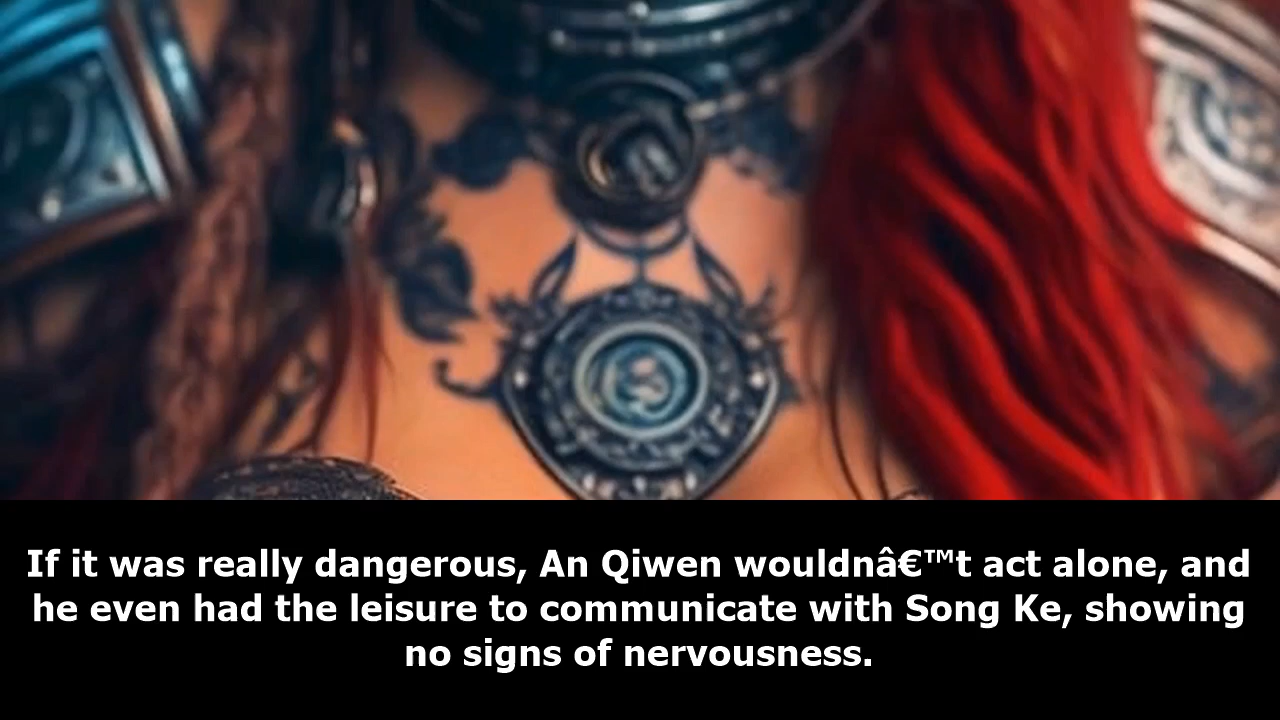 If it was really dangerous, An Qiwen wouldnâ€™t act alone, and
he even had the leisure to communicate with Song Ke, showing
no signs of nervousness.